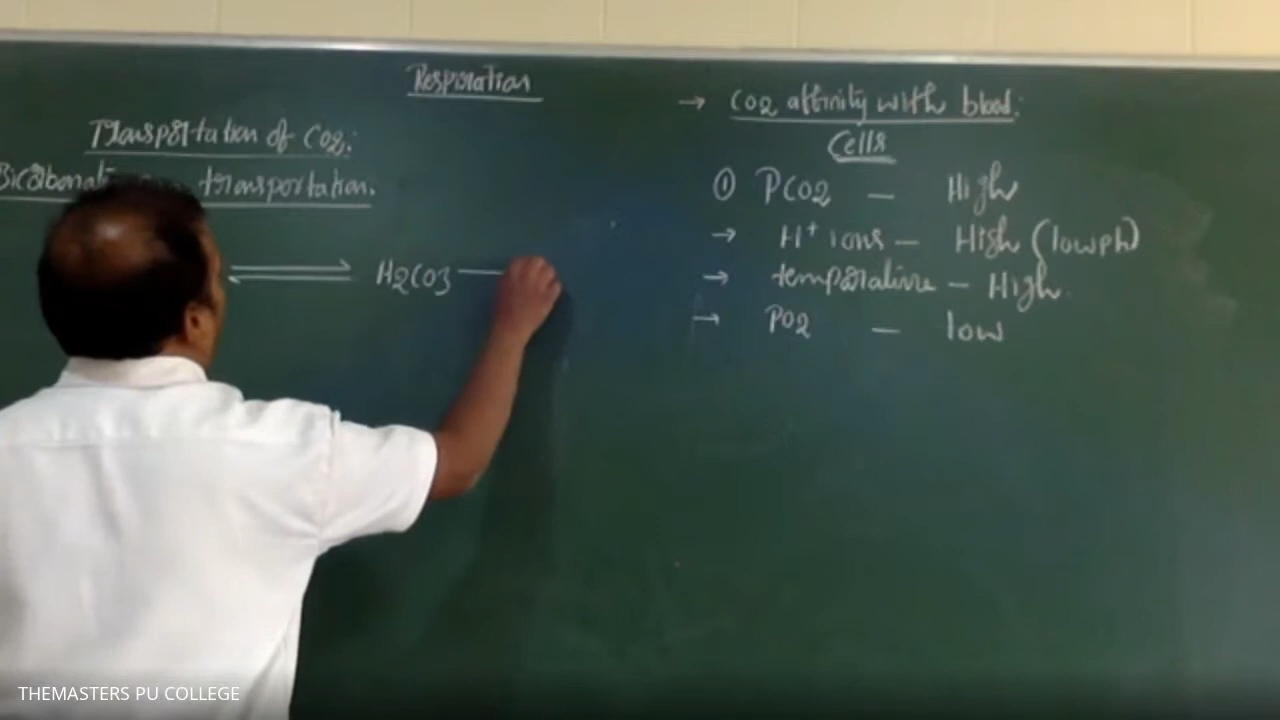 Respiration
Transportation of CO2:
transportation.
⇌ H2CO3 —
→ CO2 affinity with blood:
Cells
① PCO2 — High
→ H+ ions — High (low ph)
→ temperature — High.
→ PO2 — low
THEMASTERS PU COLLEGE